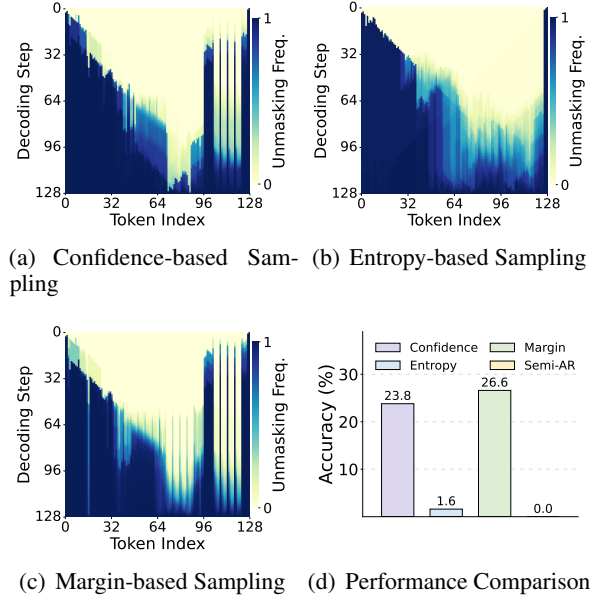 0
32
64
96
128
Decoding Step
0 32 64 96 128
Token Index
1
0
Unmasking Freq.
(a) Confidence-based Sam-
pling
0
32
64
96
128
Decoding Step
0 32 64 96 128
Token Index
1
0
Unmasking Freq.
(b) Entropy-based Sampling
0
32
64
96
128
Decoding Step
0 32 64 96 128
Token Index
1
0
Unmasking Freq.
(c) Margin-based Sampling
Accuracy (%)
30
20
10
Confidence Margin
Entropy Semi-AR
23.8
1.6
26.6
0.0
(d) Performance Comparison